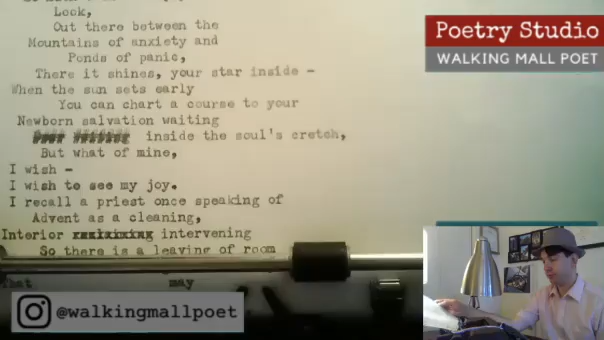 Look,
Out there between the
Mountains of anxiety and
Ponds of panic,
There it shines, your star inside –
When the sun sets early
You can chart a course to your
Newborn salvation waiting
inside the soul's cretch,
But what of mine,
I wish –
I wish to see my joy.
I recall a priest once speaking of
Advent as a cleaning,
Interior intervening
So there is a leaving of room
That may
@walkingmallpoet
Poetry Studio
WALKING MALL POET